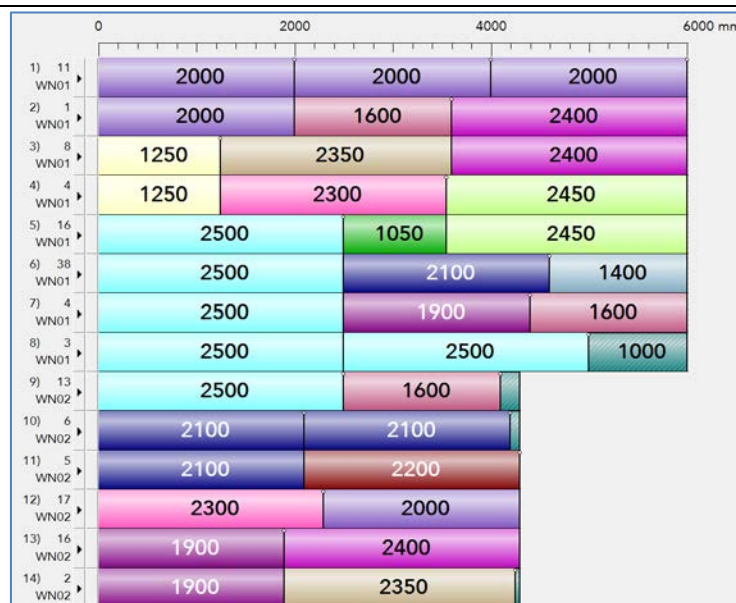 0 2000 4000 6000 mm
1) 11 2000 2000 2000
WN01
2) 1 2000 1600 2400
WN01
3) 8 1250 2350 2400
WN01
4) 4 1250 2300 2450
WN01
5) 16 2500 1050 2450
WN01
6) 38 2500 2100 1400
WN01
7) 4 2500 1900 1600
WN01
8) 3 2500 2500 1000
WN01
9) 13 2500 1600
WN02
10) 6 2100 2100
WN02
11) 5 2100 2200
WN02
12) 17 2300 2000
WN02
13) 16 1900 2400
WN02
14) 2 1900 2350
WN02